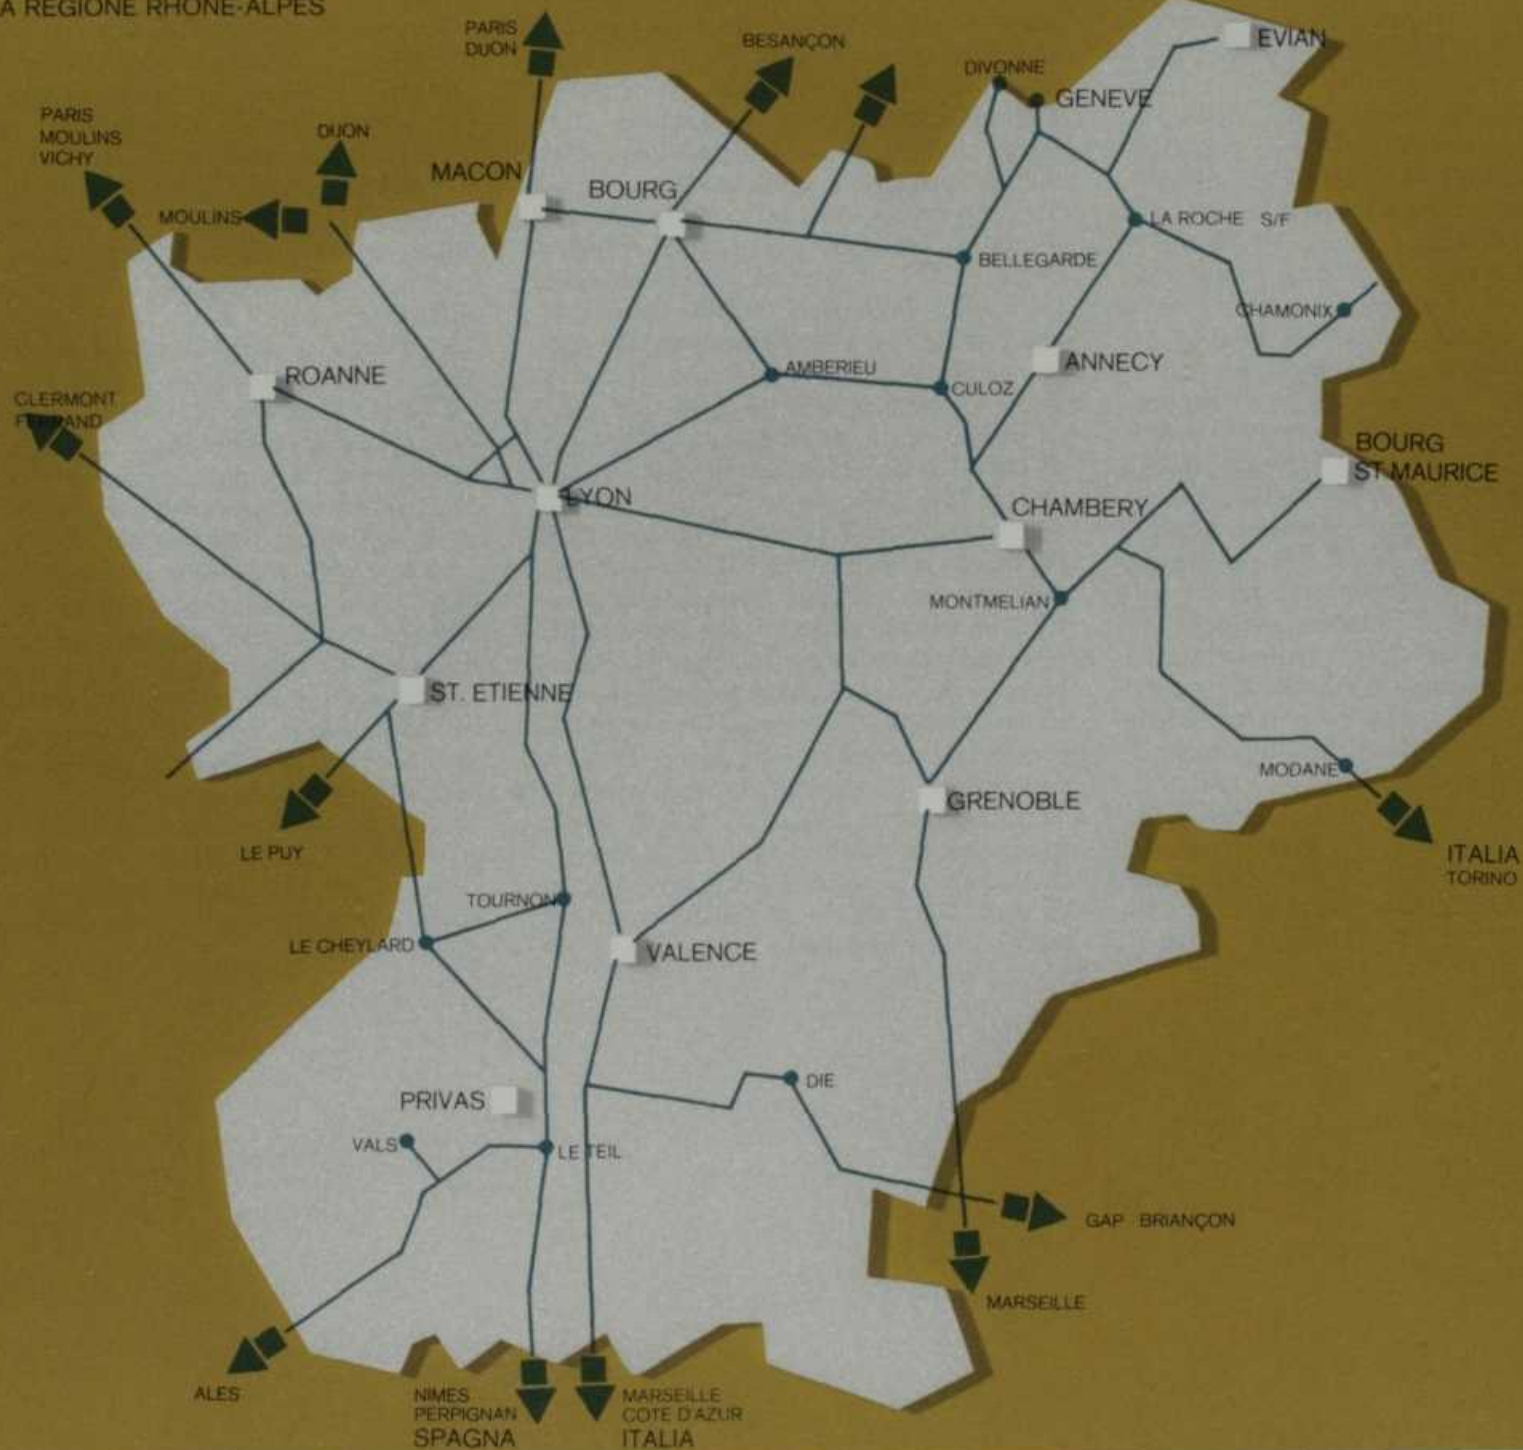 A REGIONE RHÔNE-ALPES
PARIS
DIJON
BESANÇON
DIVONNE
EVIAN
GENEVE
PARIS
MOULINS
VICHY
DIJON
MACON
BOURG
MOULINS
LA ROCHE S/F
BELLEGARDE
CHAMONIX
ROANNE
AMBERIEU
CULOZ
ANNECY
CLERMONT
FERRAND
BOURG
ST MAURICE
LYON
CHAMBERY
MONTMELIAN
ST. ETIENNE
MODANE
GRENOBLE
LE PUY
ITALIA
TORINO
TOURNON
LE CHEYLARD
VALENCE
DIE
PRIVAS
VALS
LE TEIL
GAP - BRIANÇON
MARSEILLE
ALES
NIMES
PERPIGNAN
SPAGNA
MARSEILLE
COTE D'AZUR
ITALIA